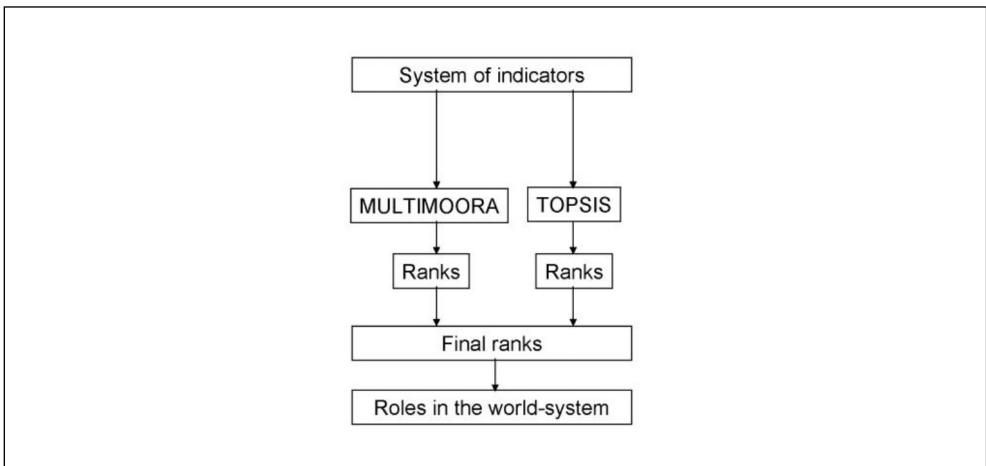 System of indicators
MULTIMOORA
TOPSIS
Ranks
Ranks
Final ranks
Roles in the world-system